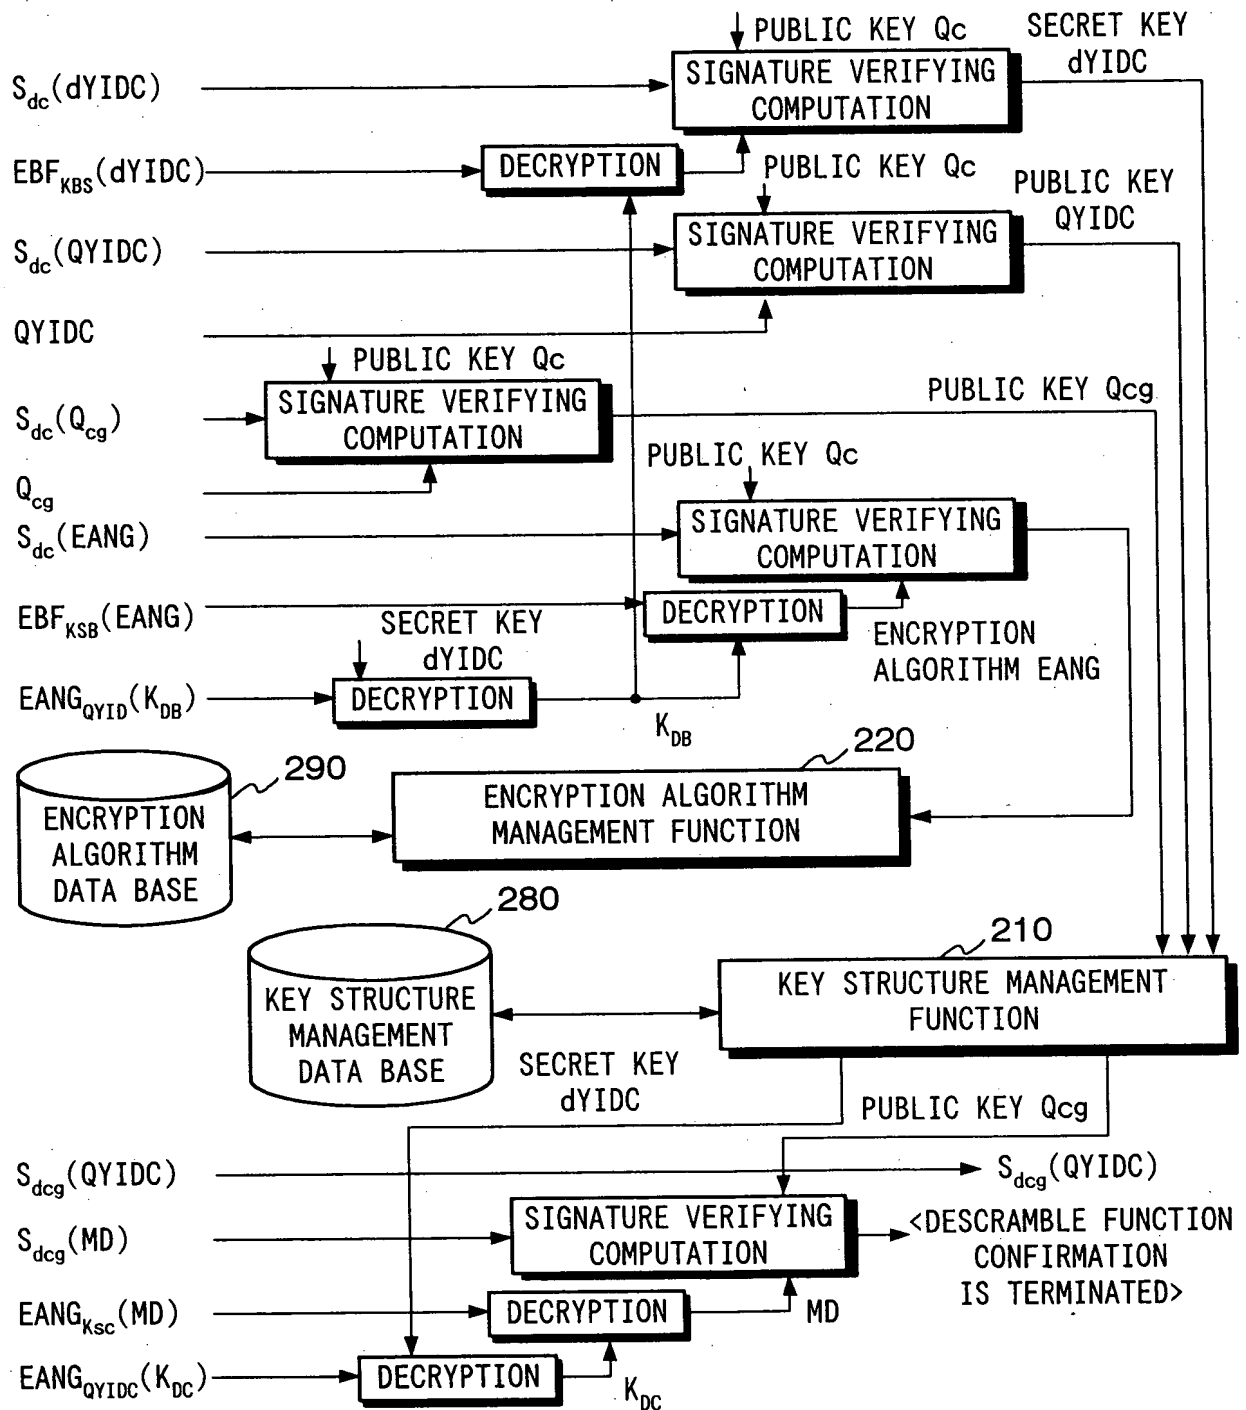 PUBLIC KEY Qc
SECRET KEY
dYIDC
Sdc(dYIDC)
SIGNATURE VERIFYING
COMPUTATION
EBFKBS(dYIDC)
DECRYPTION
PUBLIC KEY Qc
PUBLIC KEY
QYIDC
Sdc(QYIDC)
SIGNATURE VERIFYING
COMPUTATION
QYIDC
PUBLIC KEY Qc
PUBLIC KEY Qcg
Sdc(Qcg)
SIGNATURE VERIFYING
COMPUTATION
PUBLIC KEY Qc
Qcg
Sdc(EANG)
SIGNATURE VERIFYING
COMPUTATION
EBFKSB(EANG)
DECRYPTION
SECRET KEY
dYIDC
ENCRYPTION
ALGORITHM EANG
EANGQYID(KDB)
DECRYPTION
KDB
290
220
ENCRYPTION
ALGORITHM
DATA BASE
ENCRYPTION ALGORITHM
MANAGEMENT FUNCTION
280
210
KEY STRUCTURE
MANAGEMENT
DATA BASE
KEY STRUCTURE MANAGEMENT
FUNCTION
SECRET KEY
dYIDC
PUBLIC KEY Qcg
Sdcg(QYIDC)
Sdcg(QYIDC)
Sdcg(MD)
SIGNATURE VERIFYING
COMPUTATION
<DESCRAMBLE FUNCTION
CONFIRMATION
IS TERMINATED>
EANGKsc(MD)
DECRYPTION
MD
EANGQYIDC(KDC)
DECRYPTION
KDC